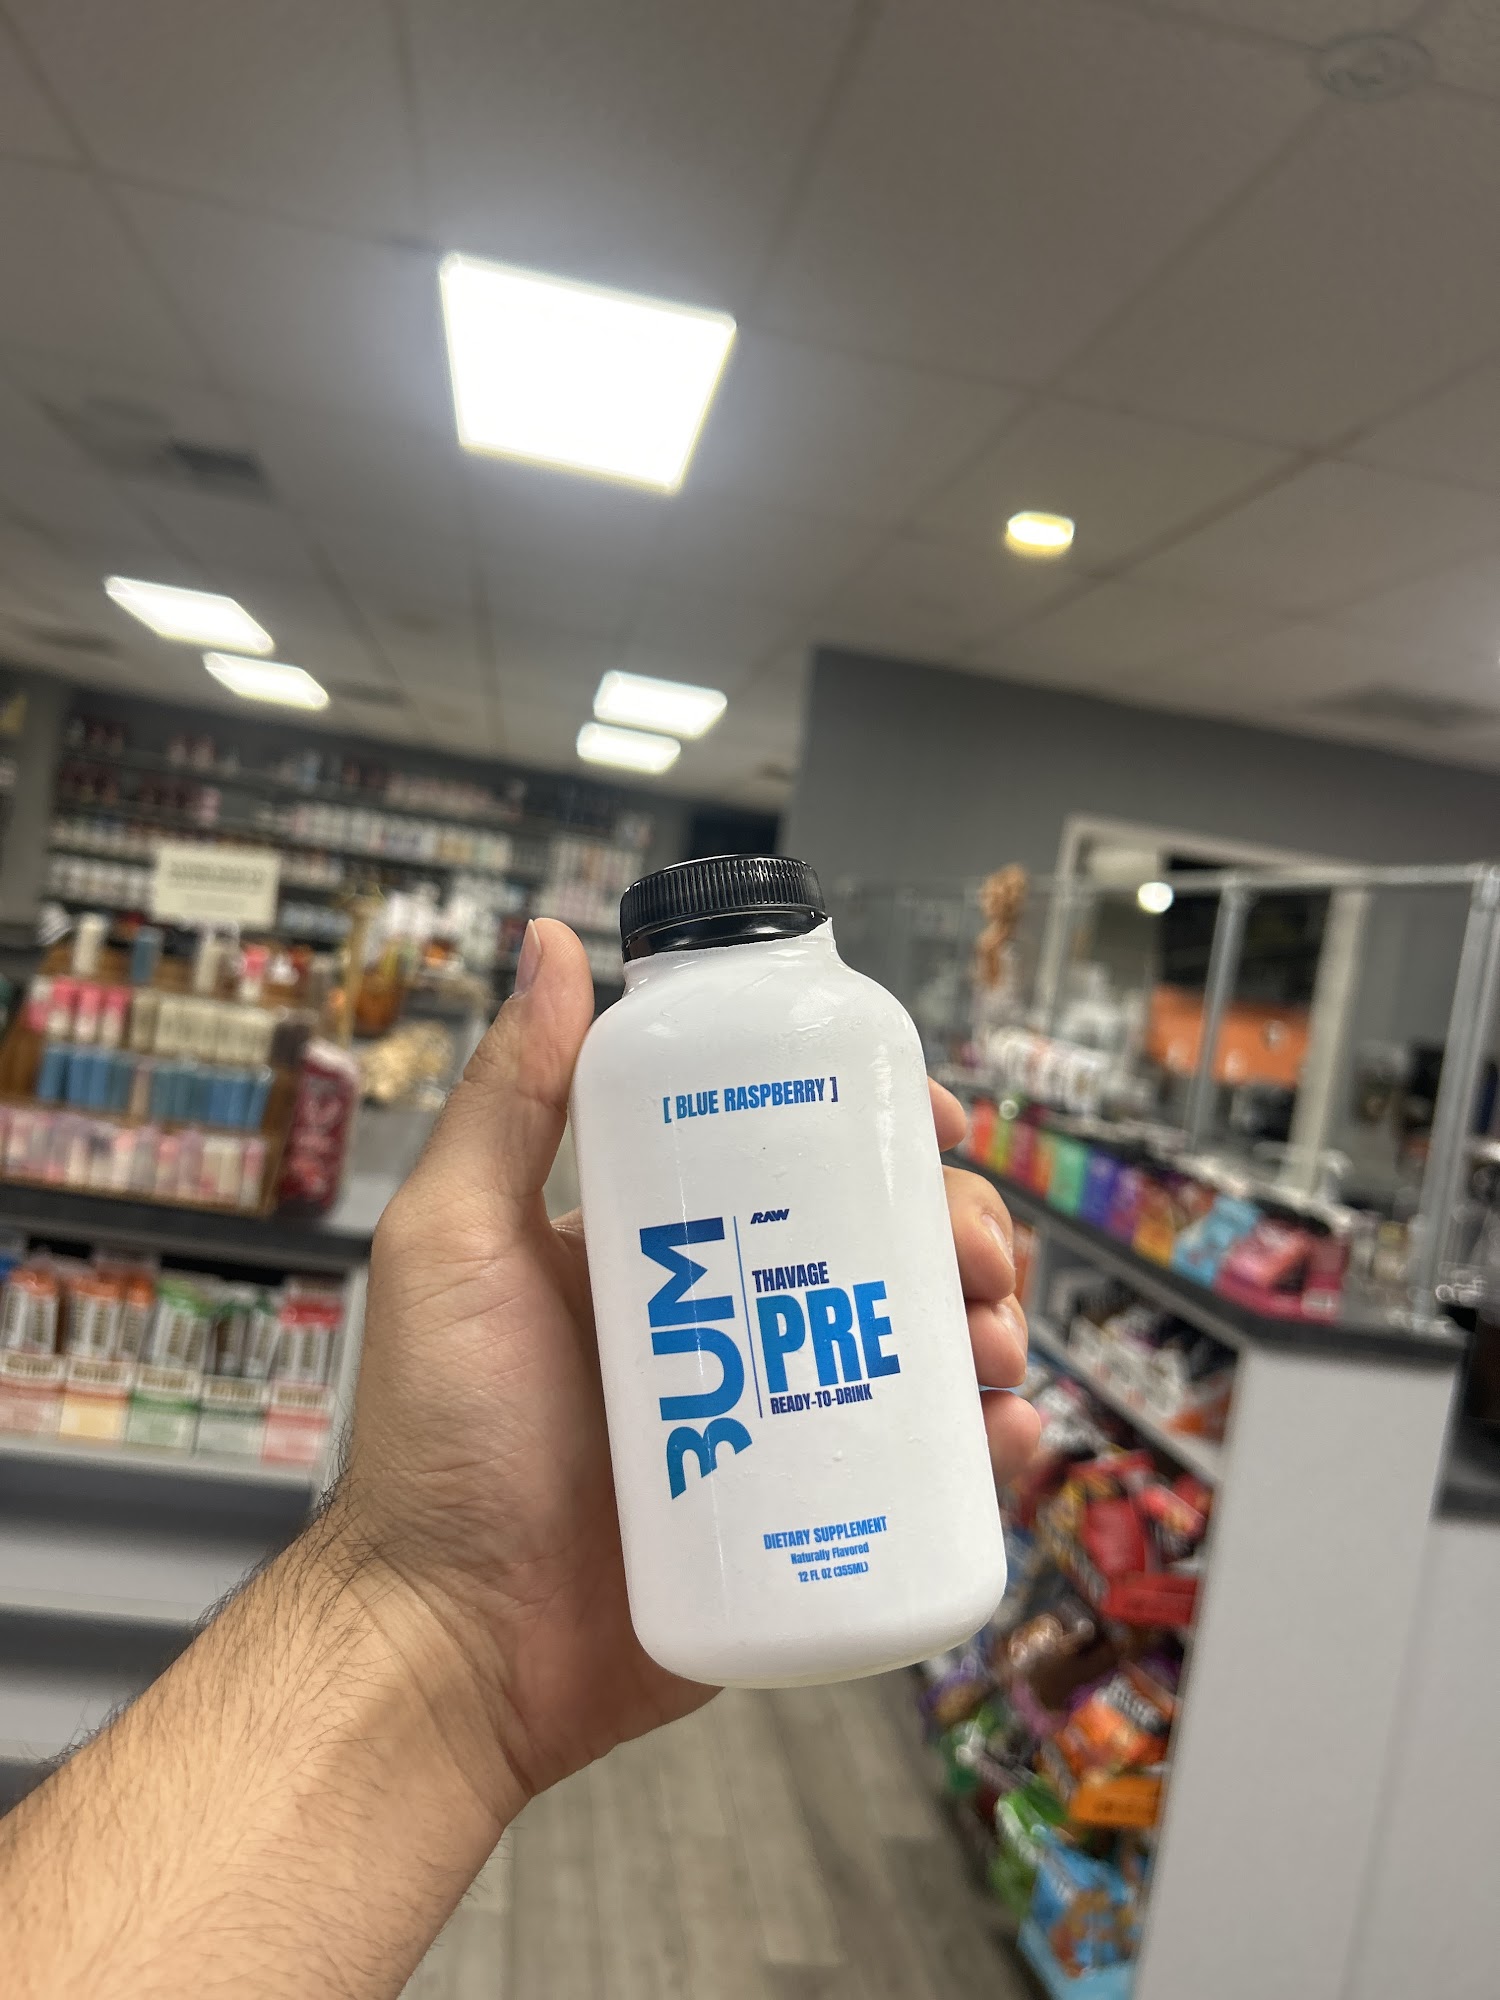 [ BLUE RASPBERRY ]
BUM
RAW
THAVAGE
PRE
READY-TO-DRINK
DIETARY SUPPLEMENT
Naturally Flavored
12 FL OZ (355ML)